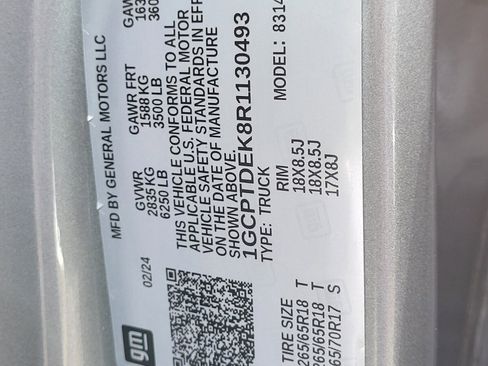 MFD BY GENERAL MOTORS LLC
02/24
GVWR GAWR FRT
2835 KG 1588 KG
6250 LB 3500 LB
THIS VEHICLE CONFORMS TO ALL
APPLICABLE U.S. FEDERAL MOTOR
VEHICLE SAFETY STANDARDS IN
ON THE DATE OF MANUFACTURE
SHOWN ABOVE.
1GCPTDEK8R1130493
TYPE: TRUCK MODEL:
gm
TIRE SIZE RIM
265/65R18 T 18X8.5J
265/65R18 T 18X8.5J
65/70R17 S 17X8J